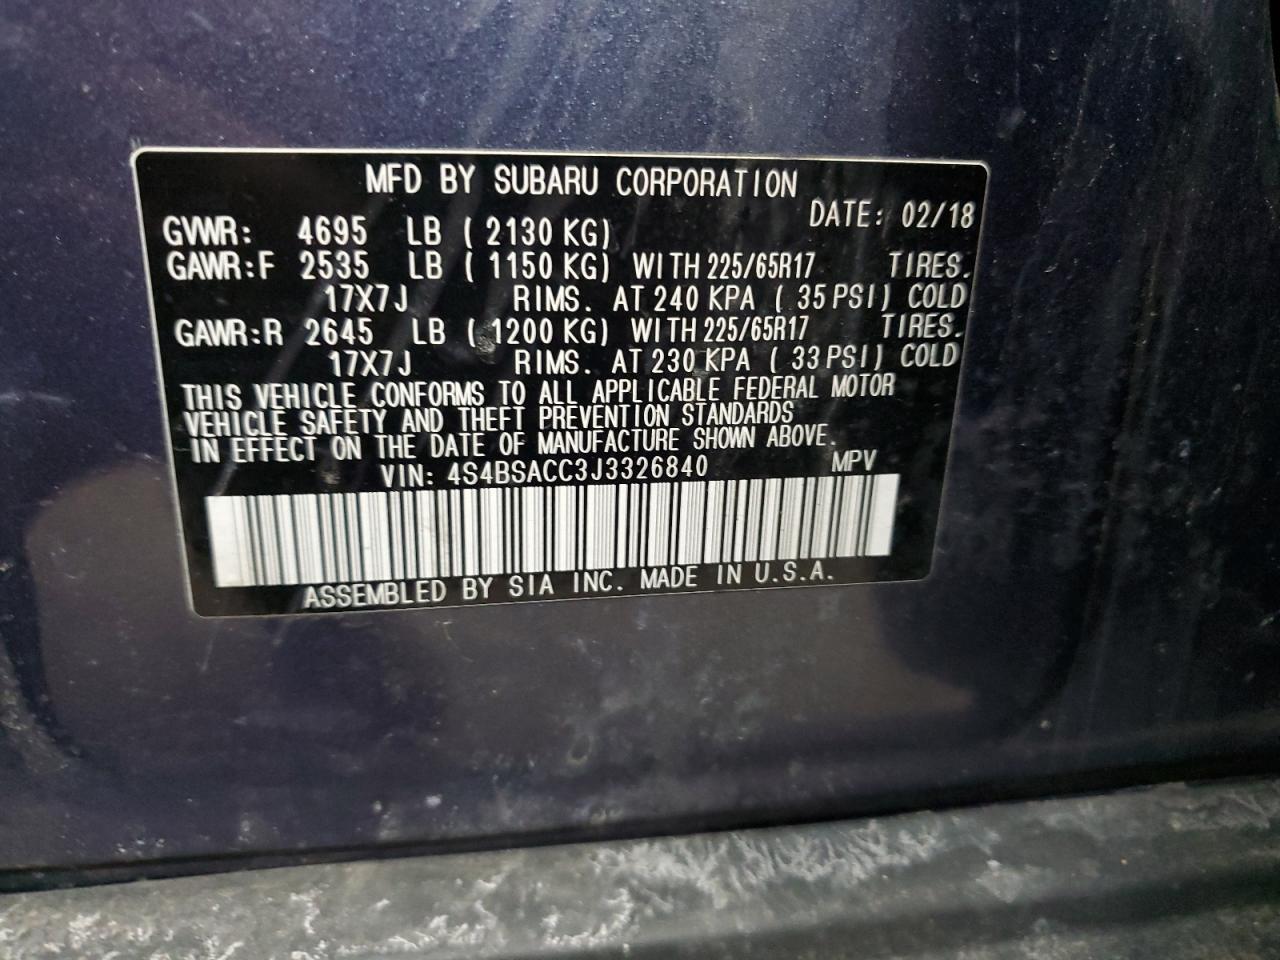 MFD BY SUBARU CORPORATION
DATE: 02/18
GVWR: 4695 LB ( 2130 KG)
GAWR:F 2535 LB ( 1150 KG) WITH 225/65R17 TIRES.
17X7J RIMS. AT 240 KPA ( 35 PSI) COLD
GAWR:R 2645 LB ( 1200 KG) WITH 225/65R17 TIRES.
17X7J RIMS. AT 230 KPA ( 33 PSI) COLD
THIS VEHICLE CONFORMS TO ALL APPLICABLE FEDERAL MOTOR
VEHICLE SAFETY AND THEFT PREVENTION STANDARDS
IN EFFECT ON THE DATE OF MANUFACTURE SHOWN ABOVE.
VIN: 4S4BSACC3J3326840 MPV
ASSEMBLED BY SIA INC. MADE IN U.S.A.